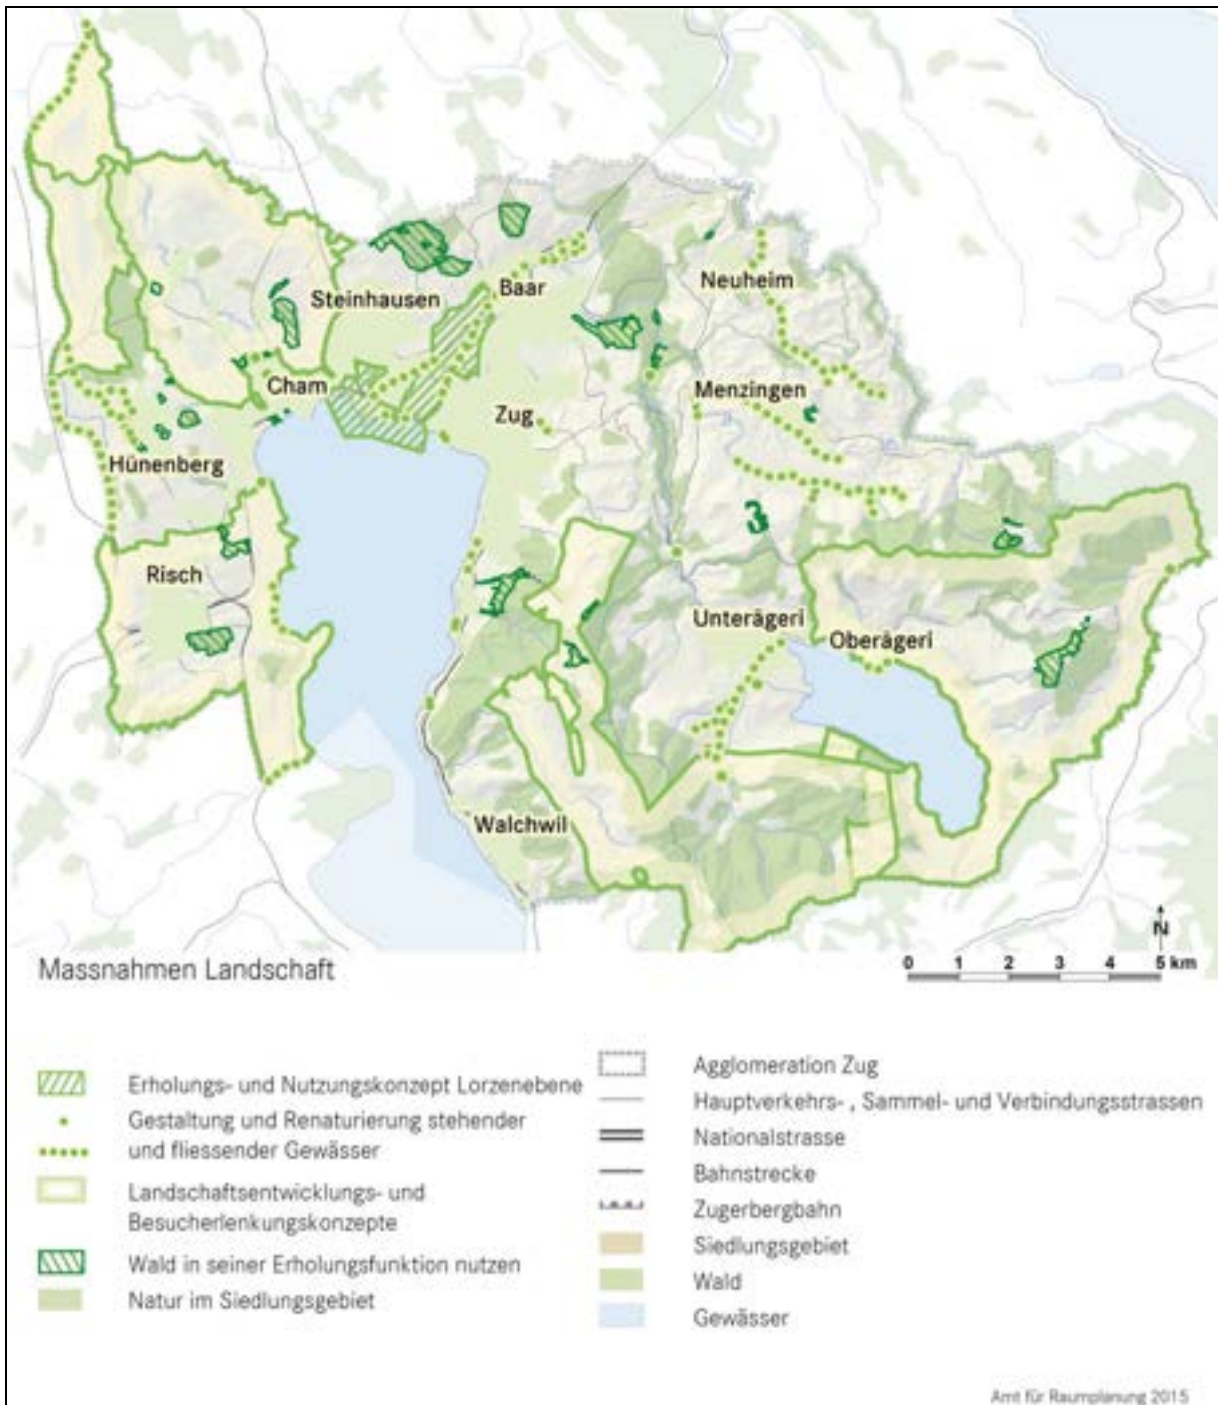 Neuheim
Baar
Steinhausen
Cham
Menzingen
Zug
Hünenberg
Risch
Unterägeri
Oberägeri
Walchwil
N
0 1 2 3 4 5 km
Massnahmen Landschaft
Erholungs- und Nutzungskonzept Lorzenebene
Gestaltung und Renaturierung stehender
und fliessender Gewässer
Landschaftsentwicklungs- und
Besucherlenkungskonzepte
Wald in seiner Erholungsfunktion nutzen
Natur im Siedlungsgebiet
Agglomeration Zug
Hauptverkehrs- , Sammel- und Verbindungsstrassen
Nationalstrasse
Bahnstrecke
Zugerbergbahn
Siedlungsgebiet
Wald
Gewässer
Amt für Raumplanung 2015